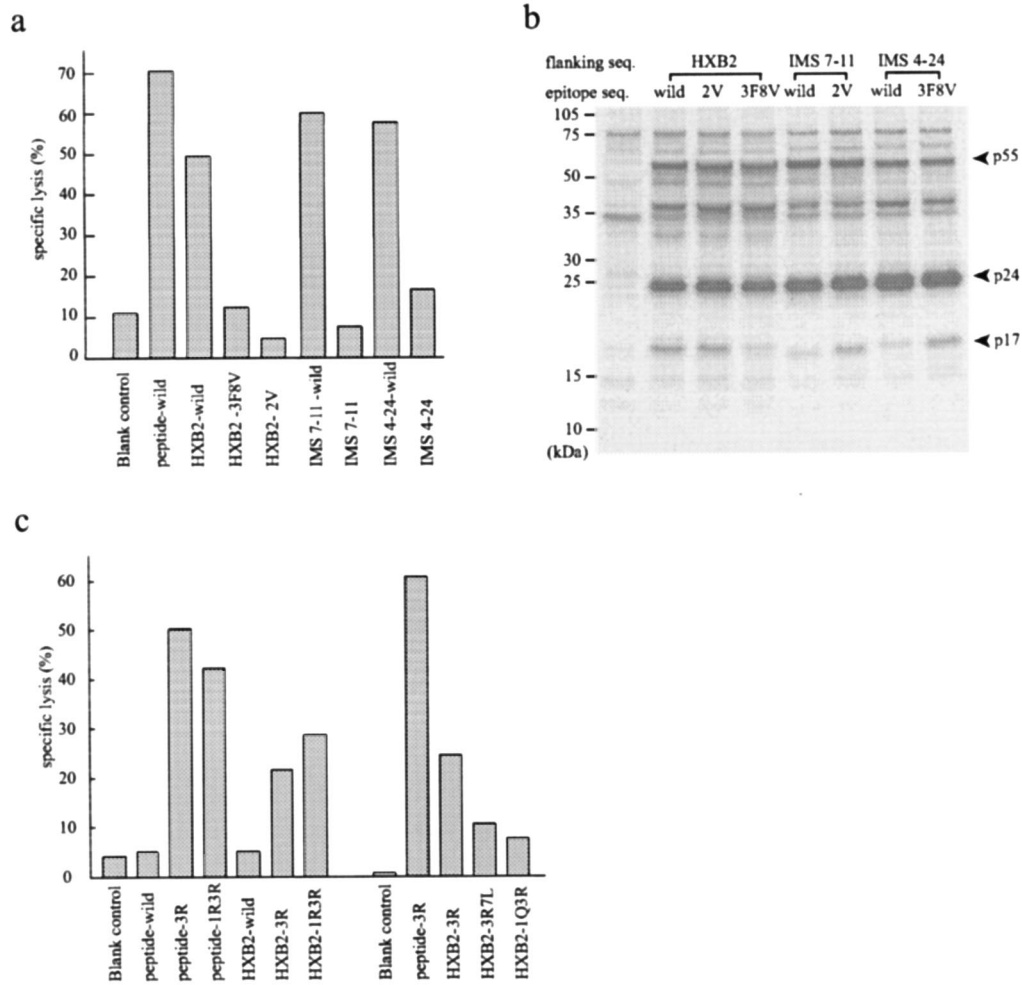 a
specific lysis (%)
70
60
50
40
30
20
10
0
Blank control
peptide-wild
HXB2-wild
HXB2 -3F8V
HXB2- 2V
IMS 7-11 -wild
IMS 7-11
IMS 4-24-wild
IMS 4-24
b
flanking seq. HXB2 IMS 7-11 IMS 4-24
epitope seq. wild 2V 3F8V wild 2V wild 3F8V
105
75
50
35
30
25
15
10
(kDa)
p55
p24
p17
c
specific lysis (%)
60
50
40
30
20
10
0
Blank control
peptide-wild
peptide-3R
peptide-1R3R
HXB2-wild
HXB2-3R
HXB2-1R3R
Blank control
peptide-3R
HXB2-3R
HXB2-3R7L
HXB2-1Q3R